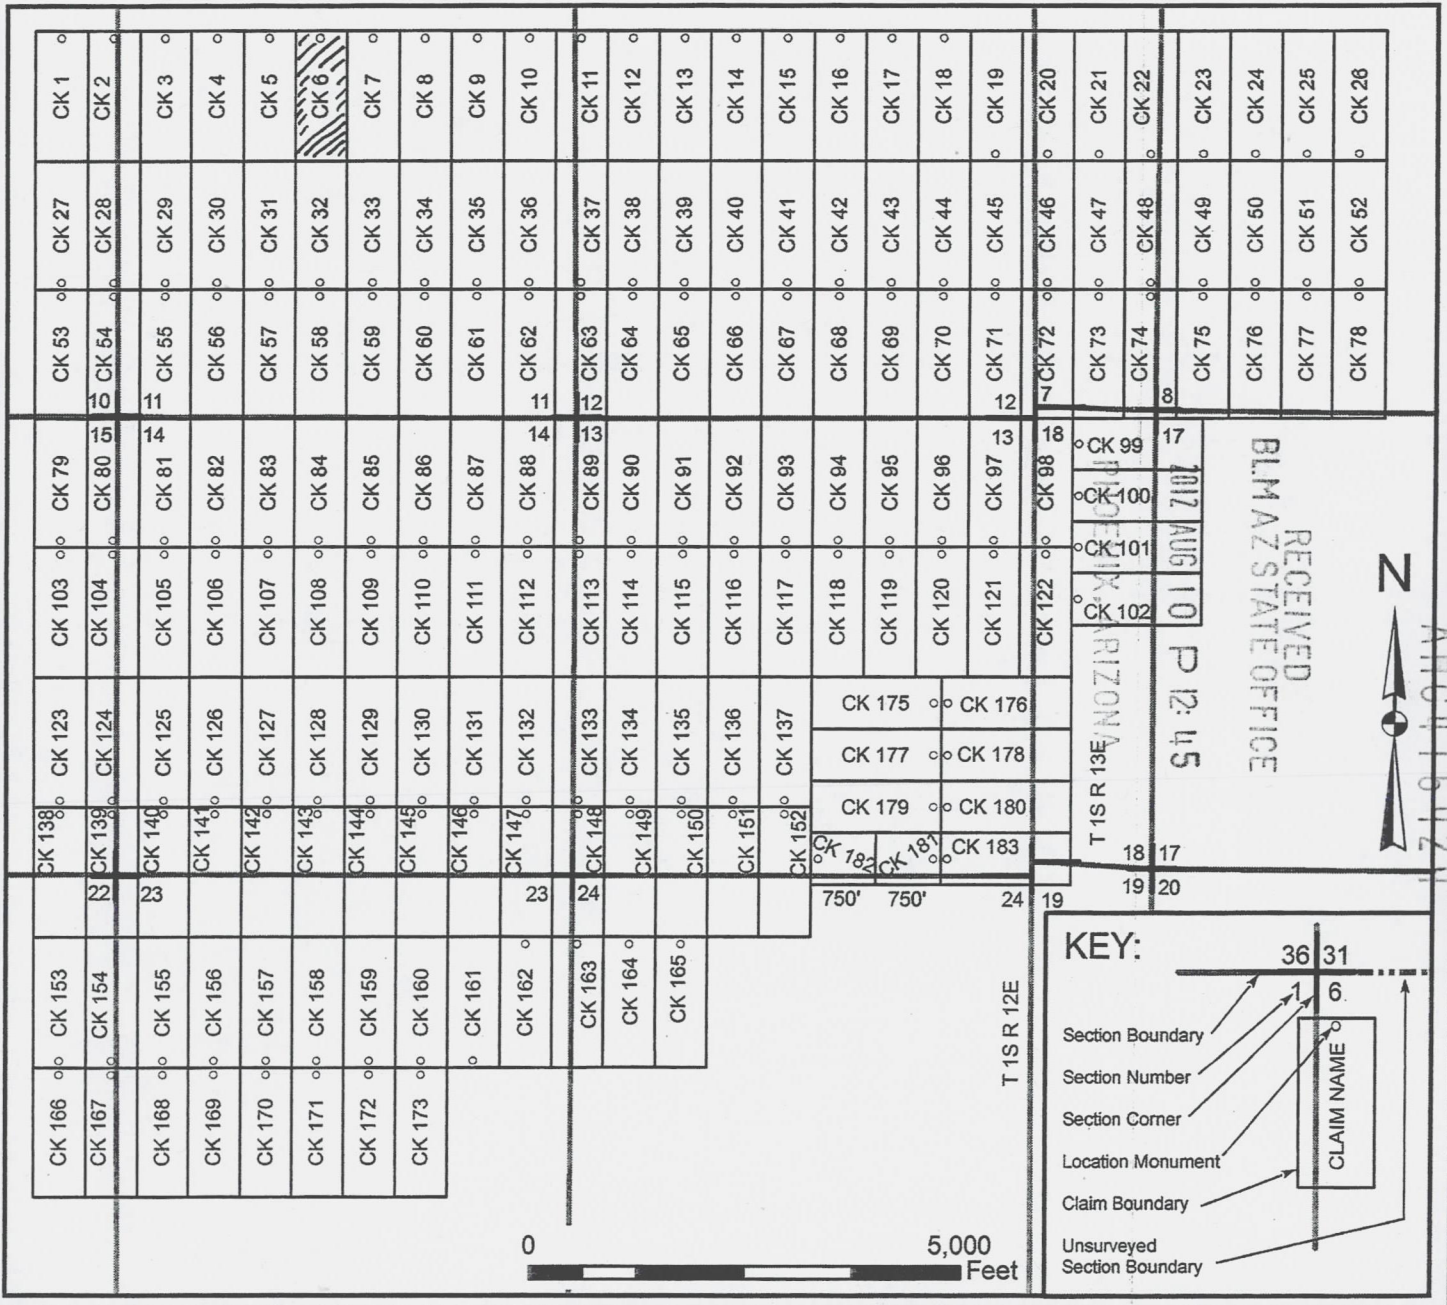 CK 1 CK 2 CK 3 CK 4 CK 5 CK 6 CK 7 CK 8 CK 9 CK 10 CK 11 CK 12 CK 13 CK 14 CK 15 CK 16 CK 17 CK 18 CK 19 CK 20 CK 21 CK 22 CK 23 CK 24 CK 25 CK 26
CK 27 CK 28 CK 29 CK 30 CK 31 CK 32 CK 33 CK 34 CK 35 CK 36 CK 37 CK 38 CK 39 CK 40 CK 41 CK 42 CK 43 CK 44 CK 45 CK 46 CK 47 CK 48 CK 49 CK 50 CK 51 CK 52
CK 53 CK 54 CK 55 CK 56 CK 57 CK 58 CK 59 CK 60 CK 61 CK 62 CK 63 CK 64 CK 65 CK 66 CK 67 CK 68 CK 69 CK 70 CK 71 CK 72 CK 73 CK 74 CK 75 CK 76 CK 77 CK 78
10 11 11 12 12 7 8
15 14 14 13 13 18 17
CK 79 CK 80 CK 81 CK 82 CK 83 CK 84 CK 85 CK 86 CK 87 CK 88 CK 89 CK 90 CK 91 CK 92 CK 93 CK 94 CK 95 CK 96 CK 97 CK 98
CK 99
CK 100
CK 101
CK 102
CK 103 CK 104 CK 105 CK 106 CK 107 CK 108 CK 109 CK 110 CK 111 CK 112 CK 113 CK 114 CK 115 CK 116 CK 117 CK 118 CK 119 CK 120 CK 121 CK 122
CK 123 CK 124 CK 125 CK 126 CK 127 CK 128 CK 129 CK 130 CK 131 CK 132 CK 133 CK 134 CK 135 CK 136 CK 137
CK 175 CK 176
CK 177 CK 178
CK 179 CK 180
CK 182 CK 181 CK 183
CK 138 CK 139 CK 140 CK 141 CK 142 CK 143 CK 144 CK 145 CK 146 CK 147 CK 148 CK 149 CK 150 CK 151 CK 152
18 17
22 23 23 24 750' 750' 24 19 19 20
CK 153 CK 154 CK 155 CK 156 CK 157 CK 158 CK 159 CK 160 CK 161 CK 162 CK 163 CK 164 CK 165
CK 166 CK 167 CK 168 CK 169 CK 170 CK 171 CK 172 CK 173
T 1S R 13E
T 1S R 12E
RECEIVED
BLM AZ STATE OFFICE
2012 AUG 10 P 12:45
PHOENIX, ARIZONA
N
KEY:
36 31
1 6
Section Boundary
Section Number
Section Corner
Location Monument
Claim Boundary
Unsurveyed
Section Boundary
CLAIM NAME
0 5,000
Feet